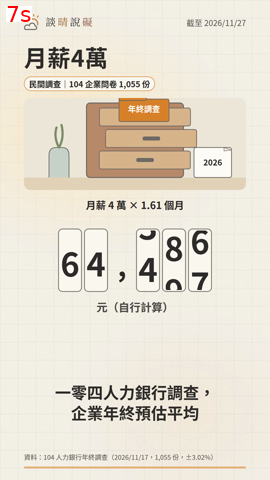 7s
談晴說礙
截至 2026/11/27
月薪4萬
民間調查｜104 企業問卷 1,055 份
年終調查
2026
月薪 4 萬 × 1.61 個月
64,
元（自行計算）
一零四人力銀行調查，
企業年終預估平均
資料：104 人力銀行年終調查（2026/11/17，1,055 份，±3.02%）